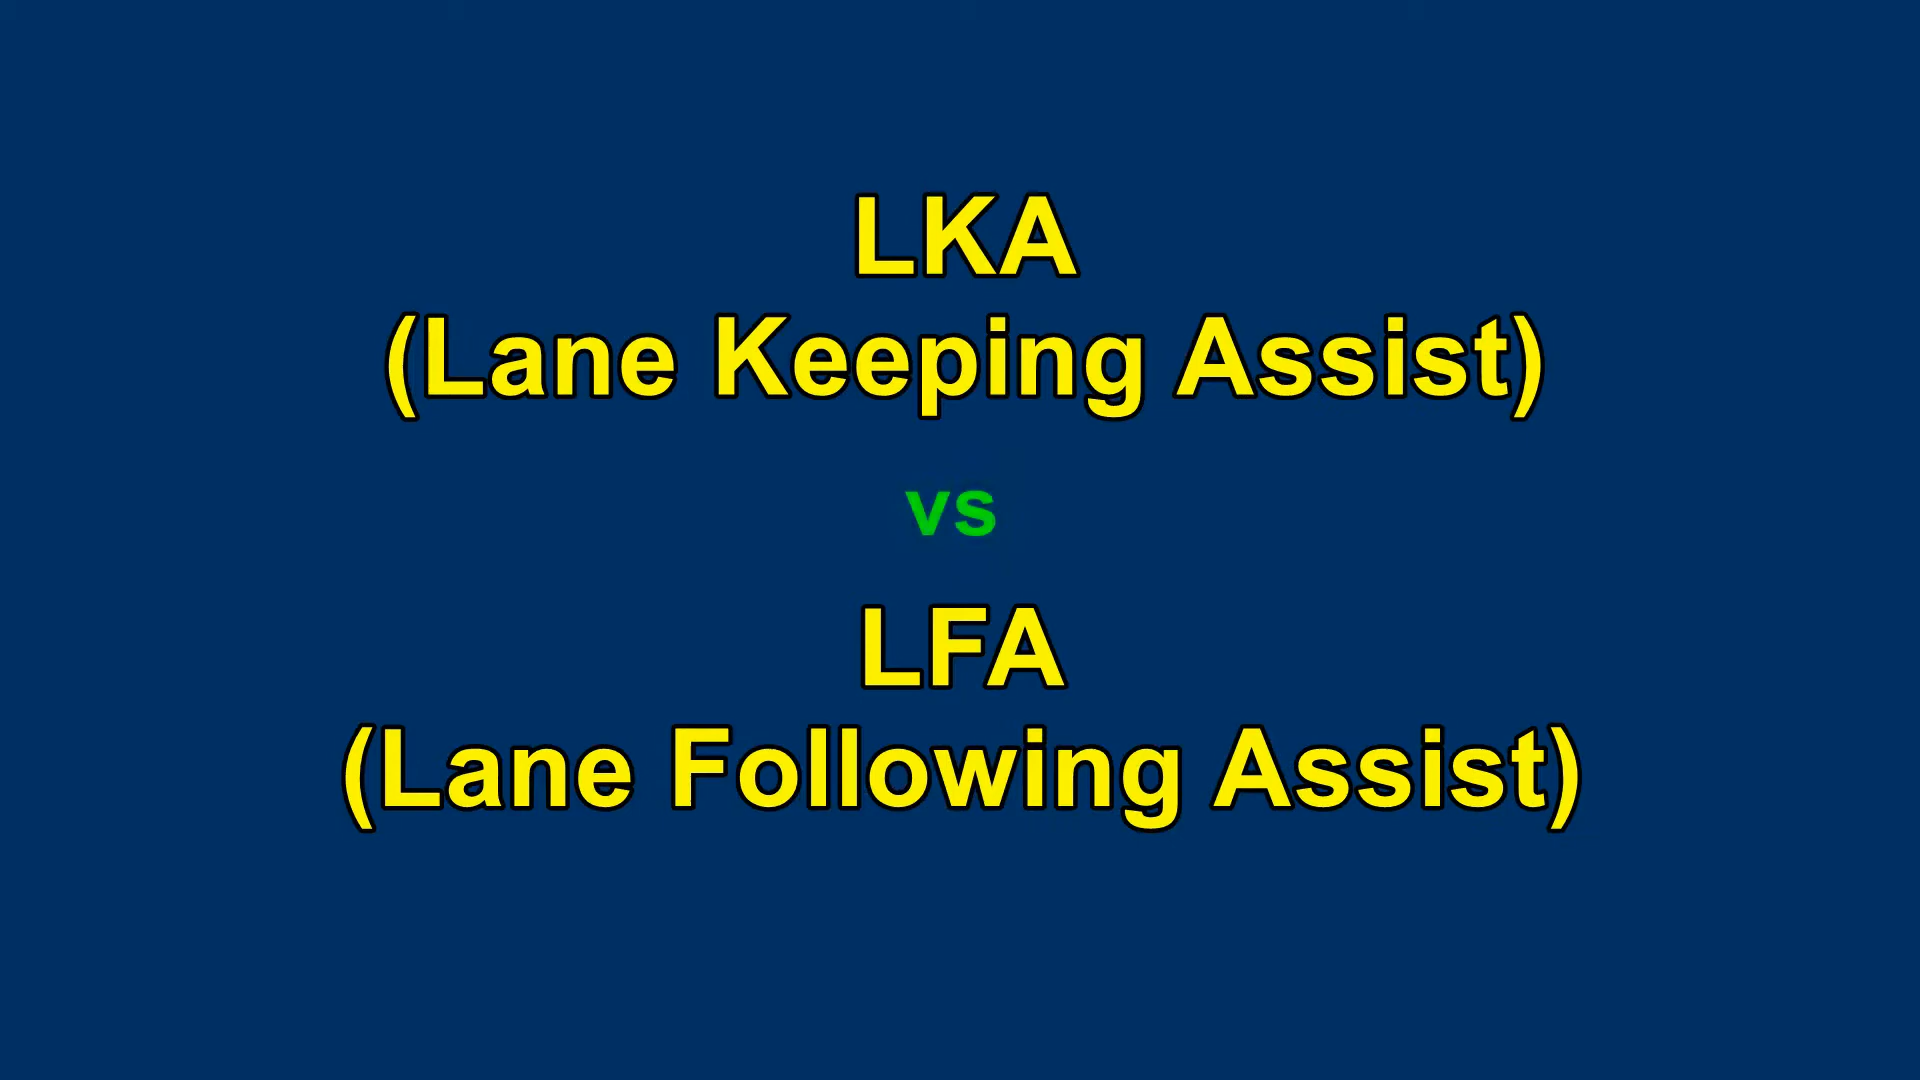 LKA
(Lane Keeping Assist)
vs
LFA
(Lane Following Assist)